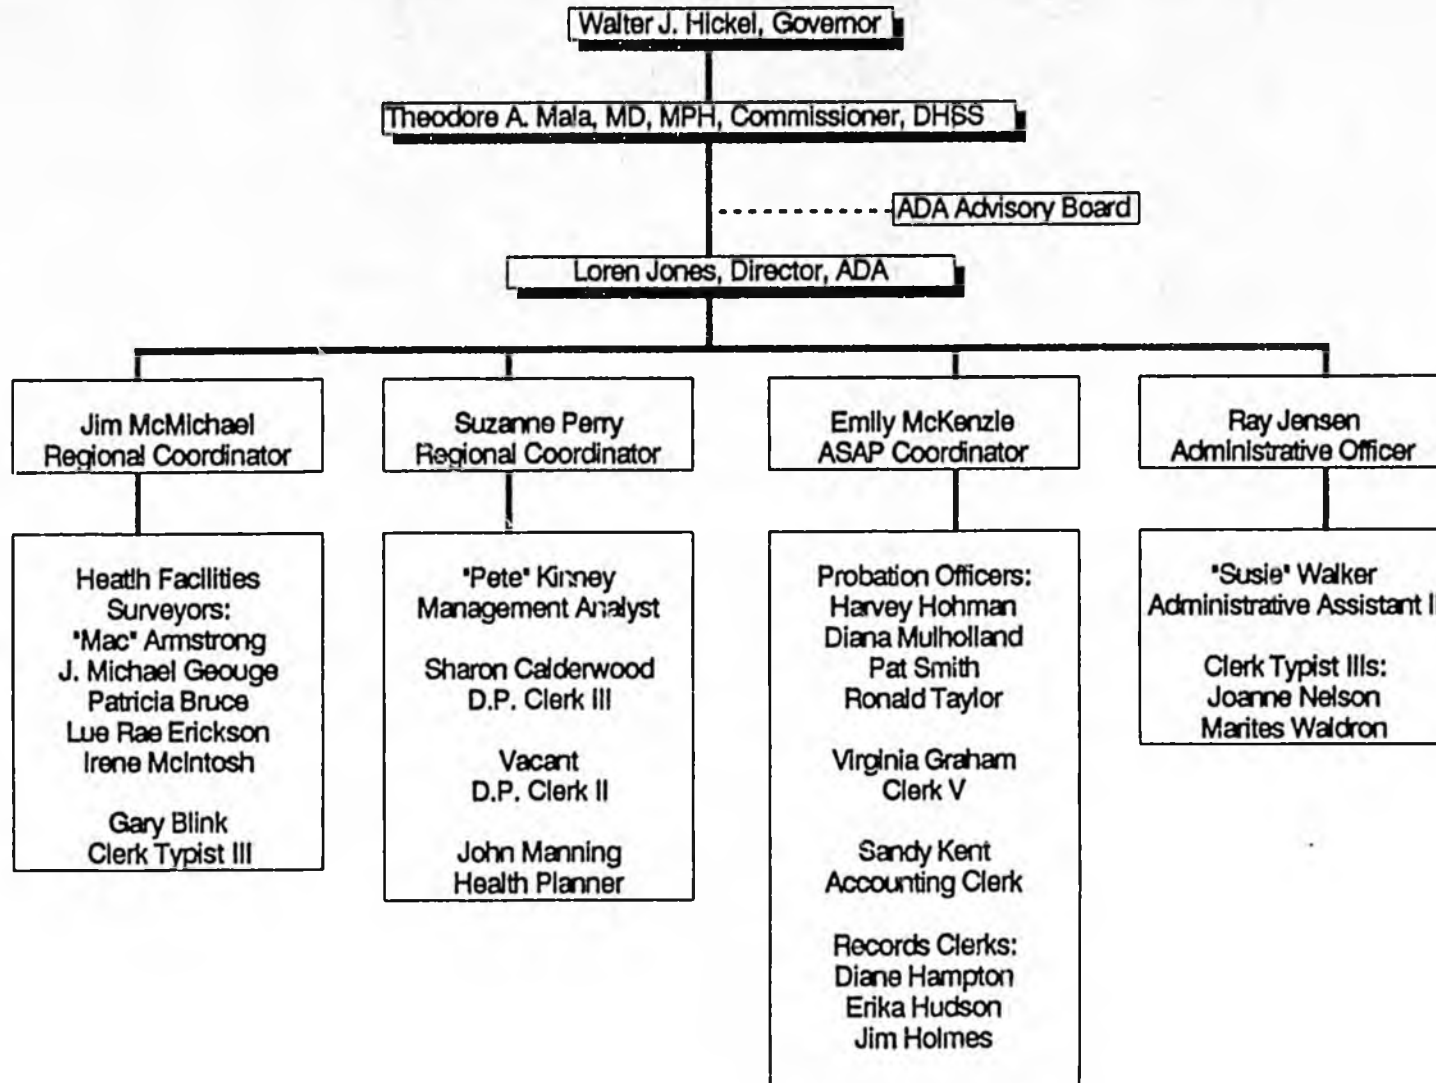 Walter J. Hickel, Governor
Theodore A. Mala, MD, MPH, Commissioner, DHSS
ADA Advisory Board
Loren Jones, Director, ADA
Jim McMichael
Regional Coordinator
Suzanne Perry
Regional Coordinator
Emily McKenzie
ASAP Coordinator
Ray Jensen
Administrative Officer
Heatlh Facilities
Surveyors:
"Mac" Armstrong
J. Michael Geouge
Patricia Bruce
Lue Rae Erickson
Irene McIntosh
Gary Blink
Clerk Typist III
"Pete" Kinney
Management Analyst
Sharon Calderwood
D.P. Clerk III
Vacant
D.P. Clerk II
John Manning
Health Planner
Probation Officers:
Harvey Hohman
Diana Mulholland
Pat Smith
Ronald Taylor
Virginia Graham
Clerk V
Sandy Kent
Accounting Clerk
Records Clerks:
Diane Hampton
Erika Hudson
Jim Holmes
"Susie" Walker
Administrative Assistant
Clerk Typist IIIs:
Joanne Nelson
Marites Waldron